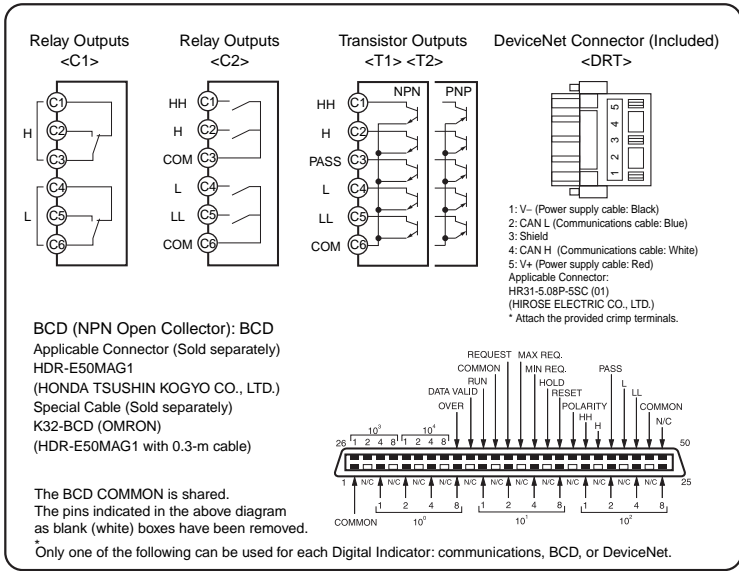 Relay Outputs
<C1>
Relay Outputs
<C2>
Transistor Outputs
<T1> <T2>
DeviceNet Connector (Included)
<DRT>
C1
C2
C3
C4
C5
C6
H
L
HH
H
COM
L
LL
COM
C1
C2
C3
C4
C5
C6
NPN
PNP
HH
H
PASS
L
LL
COM
C1
C2
C3
C4
C5
C6
1 2 3 4 5
1: V– (Power supply cable: Black)
2: CAN L (Communications cable: Blue)
3: Shield
4: CAN H (Communications cable: White)
5: V+ (Power supply cable: Red)
Applicable Connector:
HR31-5.08P-5SC (01)
(HIROSE ELECTRIC CO., LTD.)
* Attach the provided crimp terminals.
BCD (NPN Open Collector): BCD
Applicable Connector (Sold separately)
HDR-E50MAG1
(HONDA TSUSHIN KOGYO CO., LTD.)
Special Cable (Sold separately)
K32-BCD (OMRON)
(HDR-E50MAG1 with 0.3-m cable)
The BCD COMMON is shared.
The pins indicated in the above diagram
as blank (white) boxes have been removed.
REQUEST
MAX REQ.
COMMON
MIN REQ.
PASS
RUN
HOLD
L
DATA VALID
RESET
LL
OVER
POLARITY
COMMON
HH
H
N/C
10³
10⁴
26
1 2 4 8
1 2 4 8
50
1
N/C
N/C
N/C
N/C
N/C
N/C
N/C
N/C
N/C
N/C
N/C
N/C
25
COMMON
1 2 4 8
1 2 4 8
1 2 4 8
10⁰
10¹
10²
*
Only one of the following can be used for each Digital Indicator: communications, BCD, or DeviceNet.